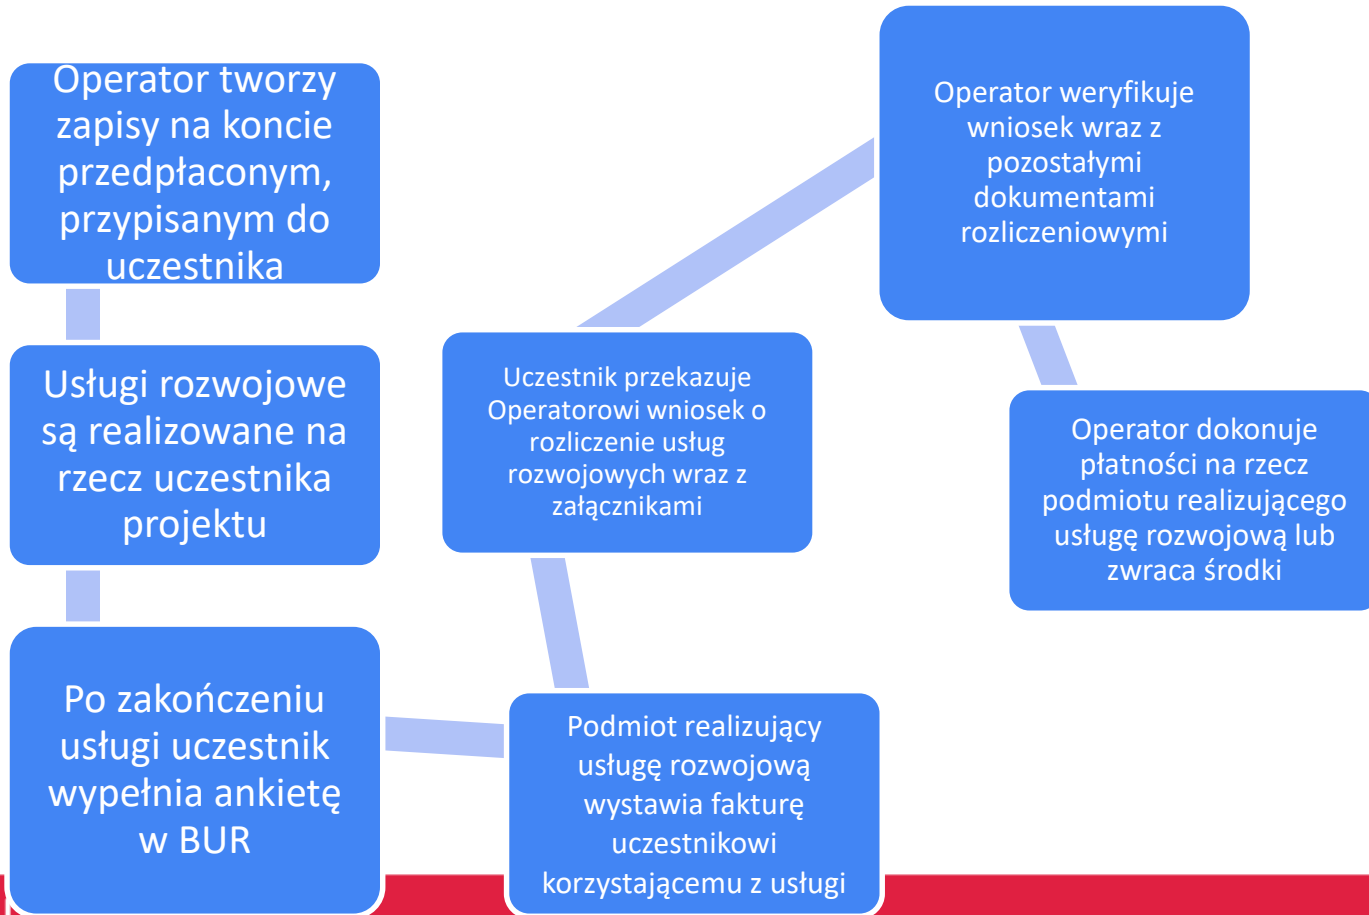 Operator tworzy
zapisy na koncie
przedpłaconym,
przypisanym do
uczestnika
Usługi rozwojowe
są realizowane na
rzecz uczestnika
projektu
Po zakończeniu
usługi uczestnik
wypełnia ankietę
w BUR
Podmiot realizujący
usługę rozwojową
wystawia fakturę
uczestnikowi
korzystającemu z usługi
Uczestnik przekazuje
Operatorowi wniosek o
rozliczenie usług
rozwojowych wraz z
załącznikami
Operator weryfikuje
wniosek wraz z
pozostałymi
dokumentami
rozliczeniowymi
Operator dokonuje
płatności na rzecz
podmiotu realizującego
usługę rozwojową lub
zwraca środki